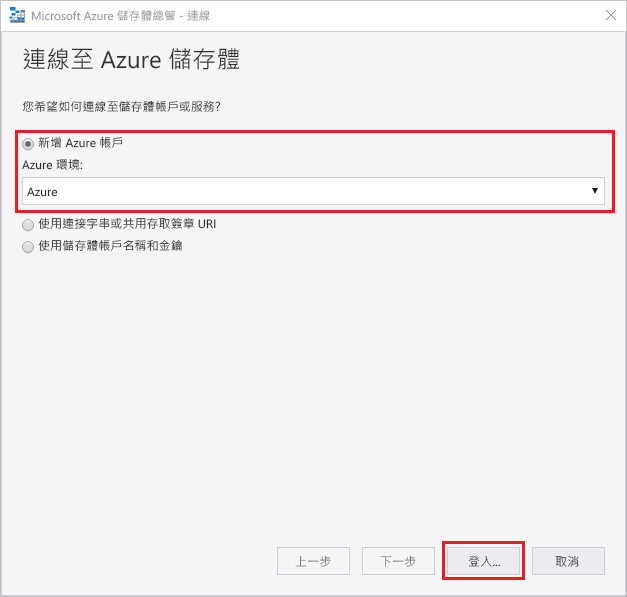 Microsoft Azure 儲存體總管 - 連線
連線至 Azure 儲存體
您希望如何連線至儲存體帳戶或服務?
新增 Azure 帳戶
Azure 環境:
Azure
使用連接字串或共用存取簽章 URI
使用儲存體帳戶名稱和金鑰
上一步 下一步 登入... 取消